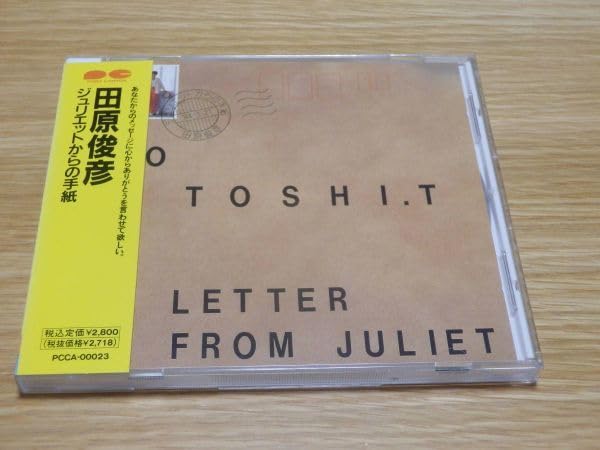 田原俊彦
ジュリエットからの手紙
あなたからのメッセージに心からありがとうを言わせて欲しい。
税込定価¥2,800
(税抜価格¥2,718)
PCCA-00023
O
TOSHI.T
LETTER
FROM JULIET